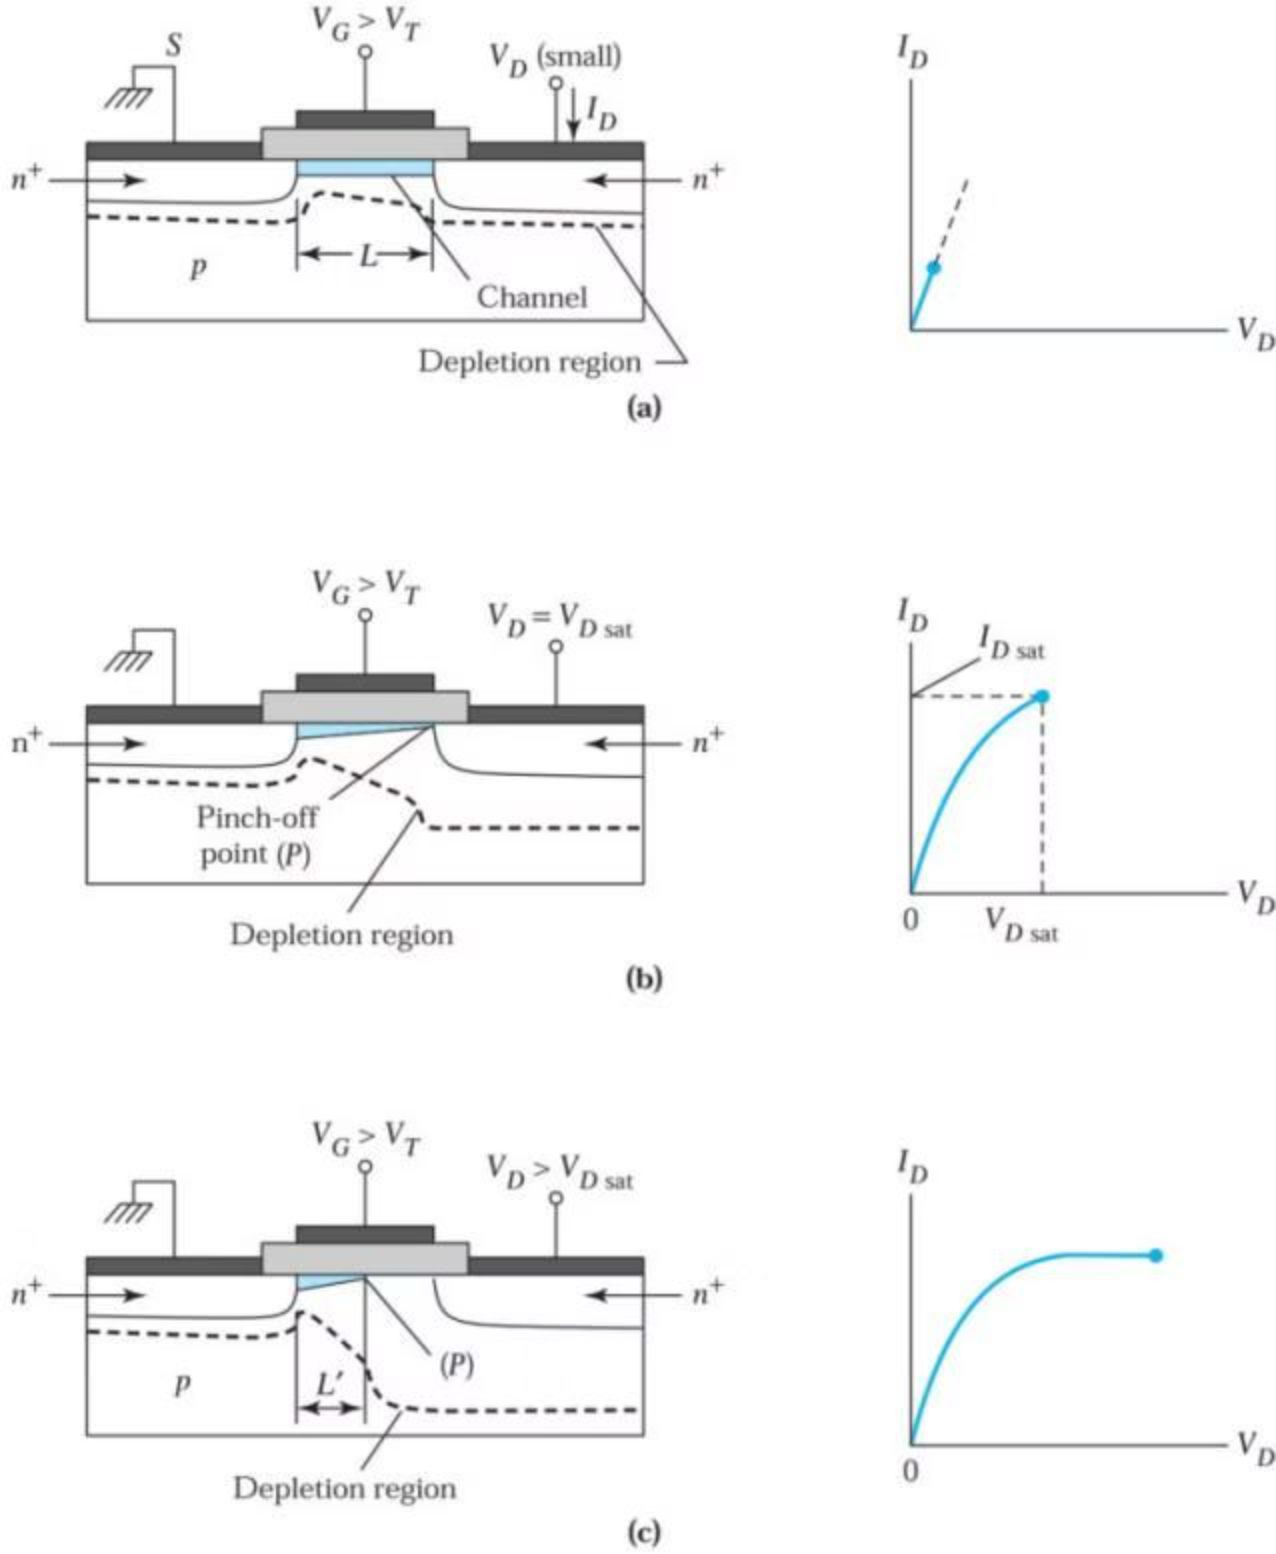 V_G > V_T
S
V_D (small)
I_D
n+
n+
L
p
Channel
Depletion region
I_D
V_D
(a)
V_G > V_T
V_D = V_D sat
n+
n+
Pinch-off
point (P)
Depletion region
I_D
I_D sat
V_D
0
V_D sat
(b)
V_G > V_T
V_D > V_D sat
n+
n+
(P)
p
L′
Depletion region
I_D
V_D
0
(c)